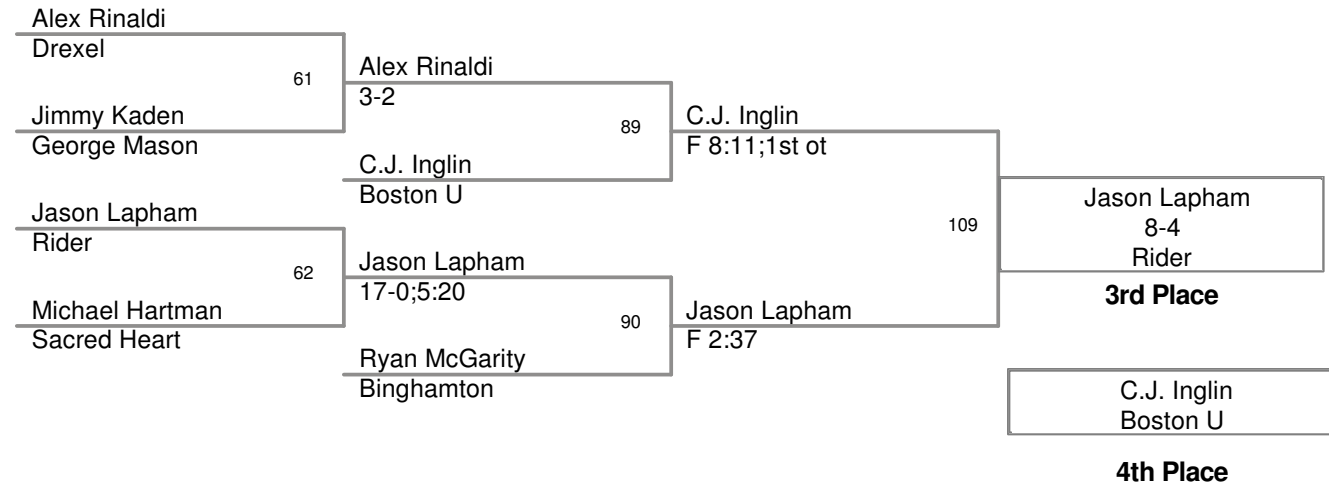 Alex Rinaldi
Drexel
61
Jimmy Kaden
George Mason
Jason Lapham
Rider
62
Michael Hartman
Sacred Heart
Alex Rinaldi
3-2
89
C.J. Inglin
Boston U
Jason Lapham
17-0;5:20
90
Ryan McGarity
Binghamton
C.J. Inglin
F 8:11;1st ot
109
Jason Lapham
F 2:37
Jason Lapham
8-4
Rider
3rd Place
C.J. Inglin
Boston U
4th Place